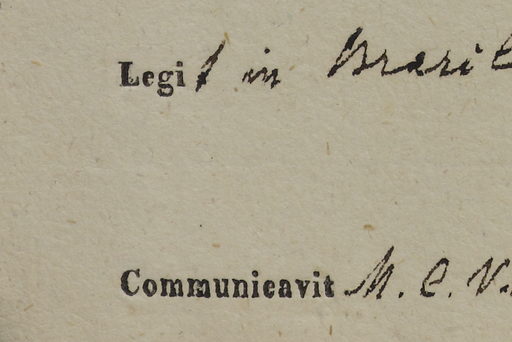 Legit in Brasil
Communicavit M. C. V.